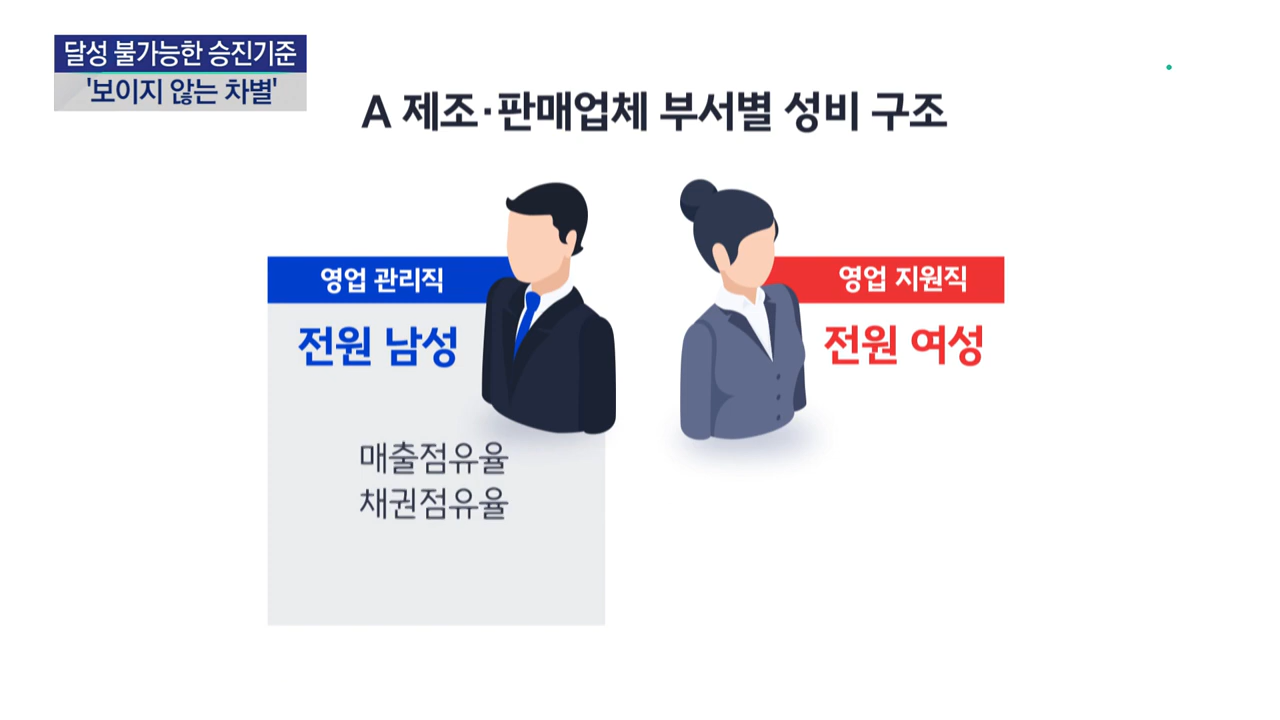 달성 불가능한 승진기준
'보이지 않는 차별'
A 제조·판매업체 부서별 성비 구조
영업 관리직
전원 남성
매출점유율
채권점유율
영업 지원직
전원 여성